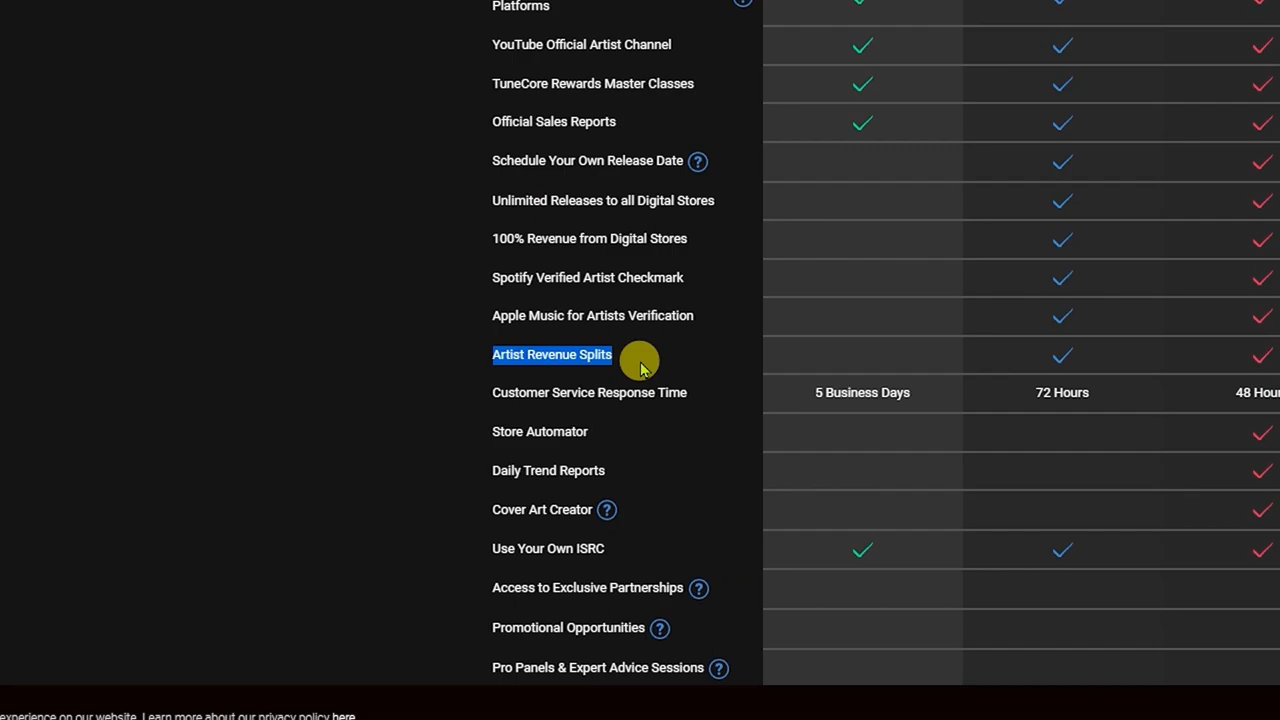 Platforms
YouTube Official Artist Channel
TuneCore Rewards Master Classes
Official Sales Reports
Schedule Your Own Release Date ?
Unlimited Releases to all Digital Stores
100% Revenue from Digital Stores
Spotify Verified Artist Checkmark
Apple Music for Artists Verification
Artist Revenue Splits
Customer Service Response Time 5 Business Days 72 Hours 48 Hou
Store Automator
Daily Trend Reports
Cover Art Creator ?
Use Your Own ISRC
Access to Exclusive Partnerships ?
Promotional Opportunities ?
Pro Panels & Expert Advice Sessions ?
experience on our website. Learn more about our privacy policy here